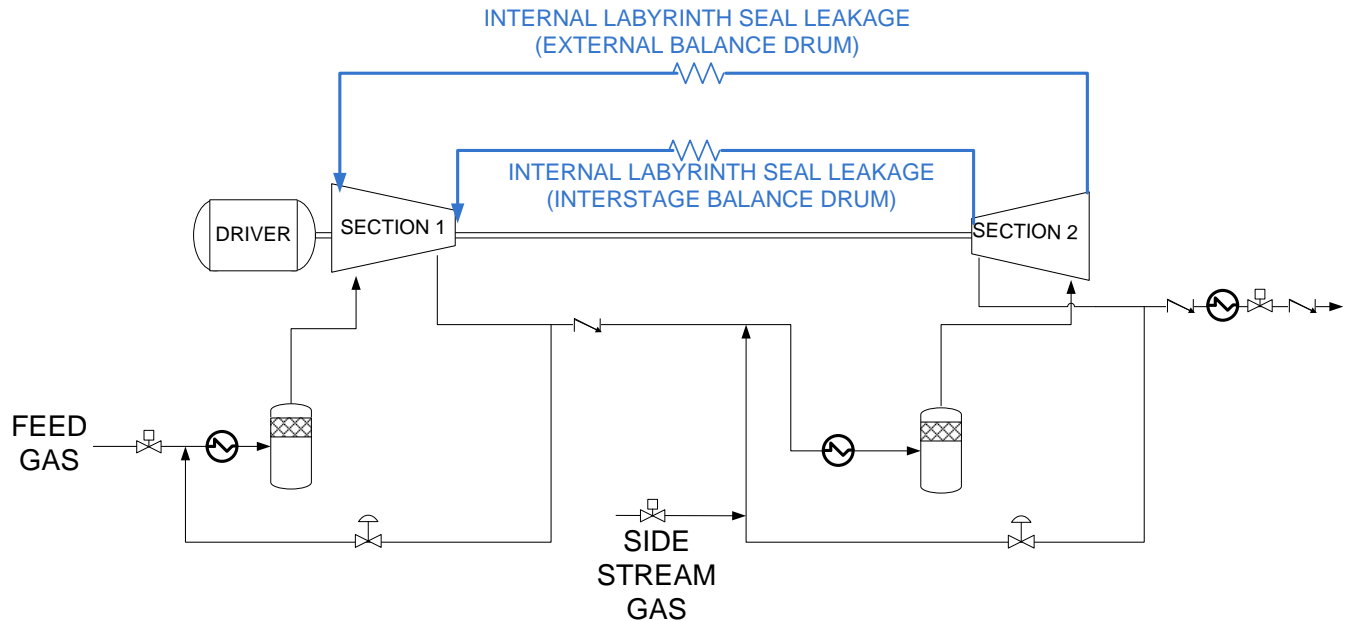 INTERNAL LABYRINTH SEAL LEAKAGE
(EXTERNAL BALANCE DRUM)
INTERNAL LABYRINTH SEAL LEAKAGE
(INTERSTAGE BALANCE DRUM)
DRIVER
SECTION 1
SECTION 2
FEED
GAS
SIDE
STREAM
GAS